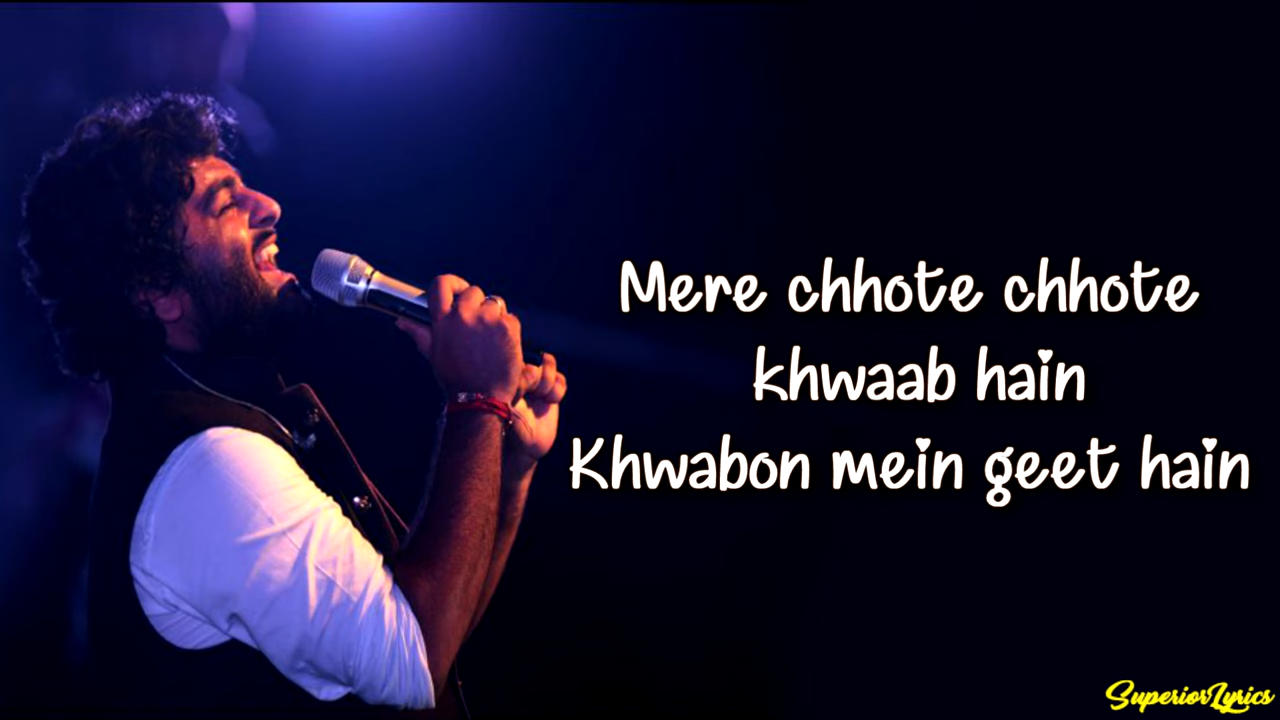 Mere chhote chhote
khwaab hain
Khwabon mein geet hain
SuperiorLyrics